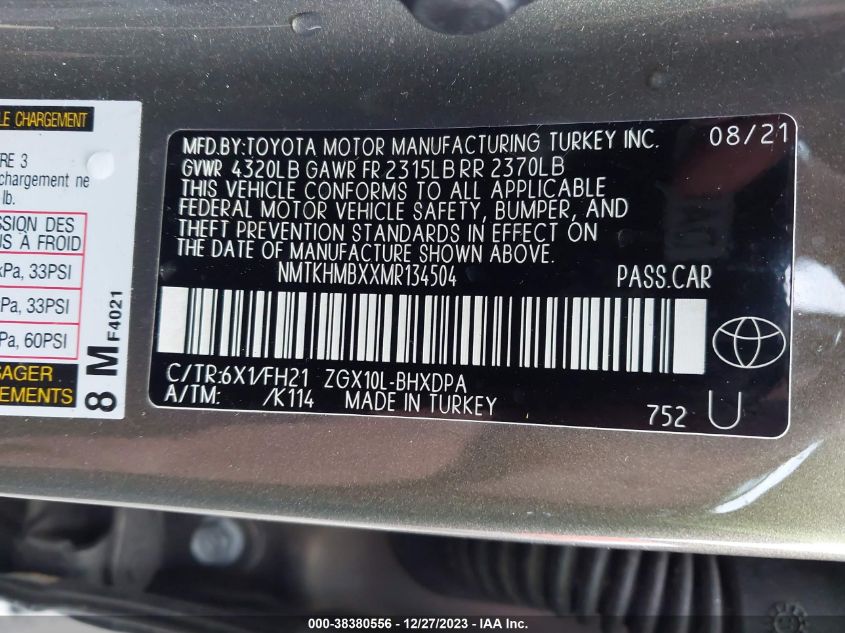 LE CHARGEMENT
RE 3
chargement ne
lb.
SSION DES
US À FROID
kPa, 33PSI
Pa, 33PSI
Pa, 60PSI
SAGER
EMENTS
8 M F4021
MFD.BY:TOYOTA MOTOR MANUFACTURING TURKEY INC. 08/21
GVWR 4320LB GAWR FR 2315LB RR 2370LB
THIS VEHICLE CONFORMS TO ALL APPLICABLE
FEDERAL MOTOR VEHICLE SAFETY, BUMPER, AND
THEFT PREVENTION STANDARDS IN EFFECT ON
THE DATE OF MANUFACTURE SHOWN ABOVE.
NMTKHMBXXMR134504 PASS.CAR
C/TR:6X1/FH21 ZGX10L-BHXDPA
A/TM: /K114 MADE IN TURKEY
752 U
000-38380556 - 12/27/2023 - IAAI.com